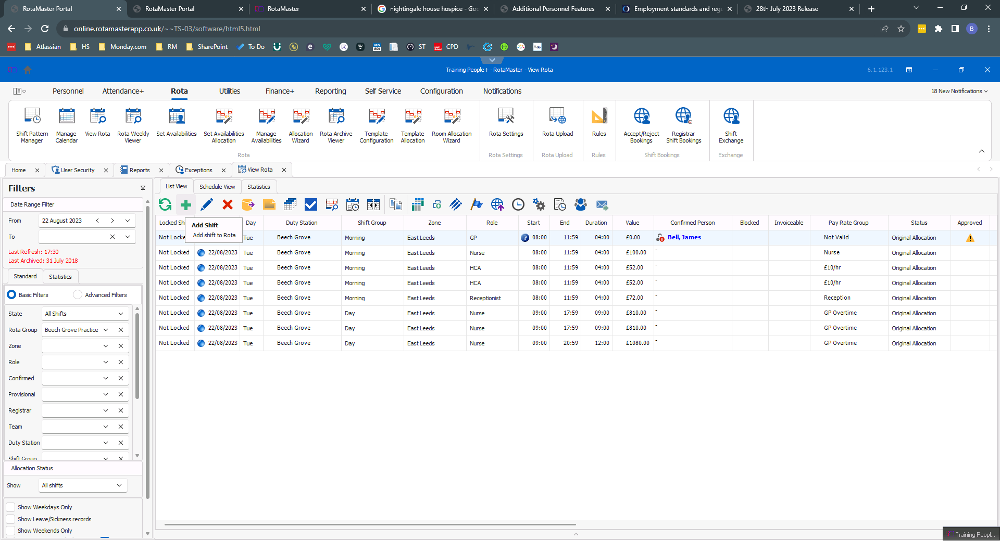 RotaMaster Portal
RotaMaster Portal
RotaMaster
nightingale house hospice - Goo
Additional Personnel Features
Employment standards and regu
28th July 2023 Release
online.rotamasterapp.co.uk/~~TS-03/software/html5.html
B
Atlassian
HS
Monday.com
RM
SharePoint
To Do
ST
CPD
Training People+ - RotaMaster - View Rota
6.1.123.1
Personnel
Attendance+
Rota
Utilities
Finance+
Reporting
Self Service
Configuration
Notifications
18 New Notifications
Shift Pattern Manager
Manage Calendar
View Rota
Rota Weekly Viewer
Set Availabilities
Set Availabilities Allocation
Manage Availabilities
Allocation Wizard
Rota Archive Viewer
Template Configuration
Template Allocation
Room Allocation Wizard
Rota Settings
Rota Upload
Rules
Accept/Reject Bookings
Registrar Shift Bookings
Shift Exchange
Rota
Rota Settings
Rota Upload
Rules
Shift Bookings
Exchange
Home
User Security
Reports
Exceptions
View Rota
Filters
Date Range Filter
From 22 August 2023
To
Last Refresh: 17:30
Last Archived: 31 July 2018
Standard
Statistics
Basic Filters
Advanced Filters
State All Shifts
Rota Group Beech Grove Practice
Zone
Role
Confirmed
Provisional
Registrar
Team
Duty Station
Shift Group
Allocation Status
Show All shifts
Show Weekdays Only
Show Leave/Sickness records
Show Weekends Only
List View
Schedule View
Statistics
Add Shift
Add shift to Rota
Locked Sh Day Duty Station Shift Group Zone Role Start End Duration Value Confirmed Person Blocked Invoiceable Pay Rate Group Status Approved
Not Locke Tue Beech Grove Morning East Leeds GP 08:00 11:59 04:00 £0.00 Bell, James Not Valid Original Allocation
Not Locked 22/08/2023 Tue Beech Grove Morning East Leeds Nurse 08:00 11:59 04:00 £100.00 - Nurse Original Allocation
Not Locked 22/08/2023 Tue Beech Grove Morning East Leeds HCA 08:00 11:59 04:00 £52.00 - £10/hr Original Allocation
Not Locked 22/08/2023 Tue Beech Grove Morning East Leeds HCA 08:00 11:59 04:00 £52.00 - £10/hr Original Allocation
Not Locked 22/08/2023 Tue Beech Grove Morning East Leeds Receptionist 08:00 11:59 04:00 £72.00 - Reception Original Allocation
Not Locked 22/08/2023 Tue Beech Grove Day East Leeds Nurse 09:00 17:59 09:00 £810.00 - GP Overtime Original Allocation
Not Locked 22/08/2023 Tue Beech Grove Day East Leeds Nurse 09:00 17:59 09:00 £810.00 - GP Overtime Original Allocation
Not Locked 22/08/2023 Tue Beech Grove Day East Leeds Nurse 09:00 20:59 12:00 £1080.00 - GP Overtime Original Allocation
Training Peopl...